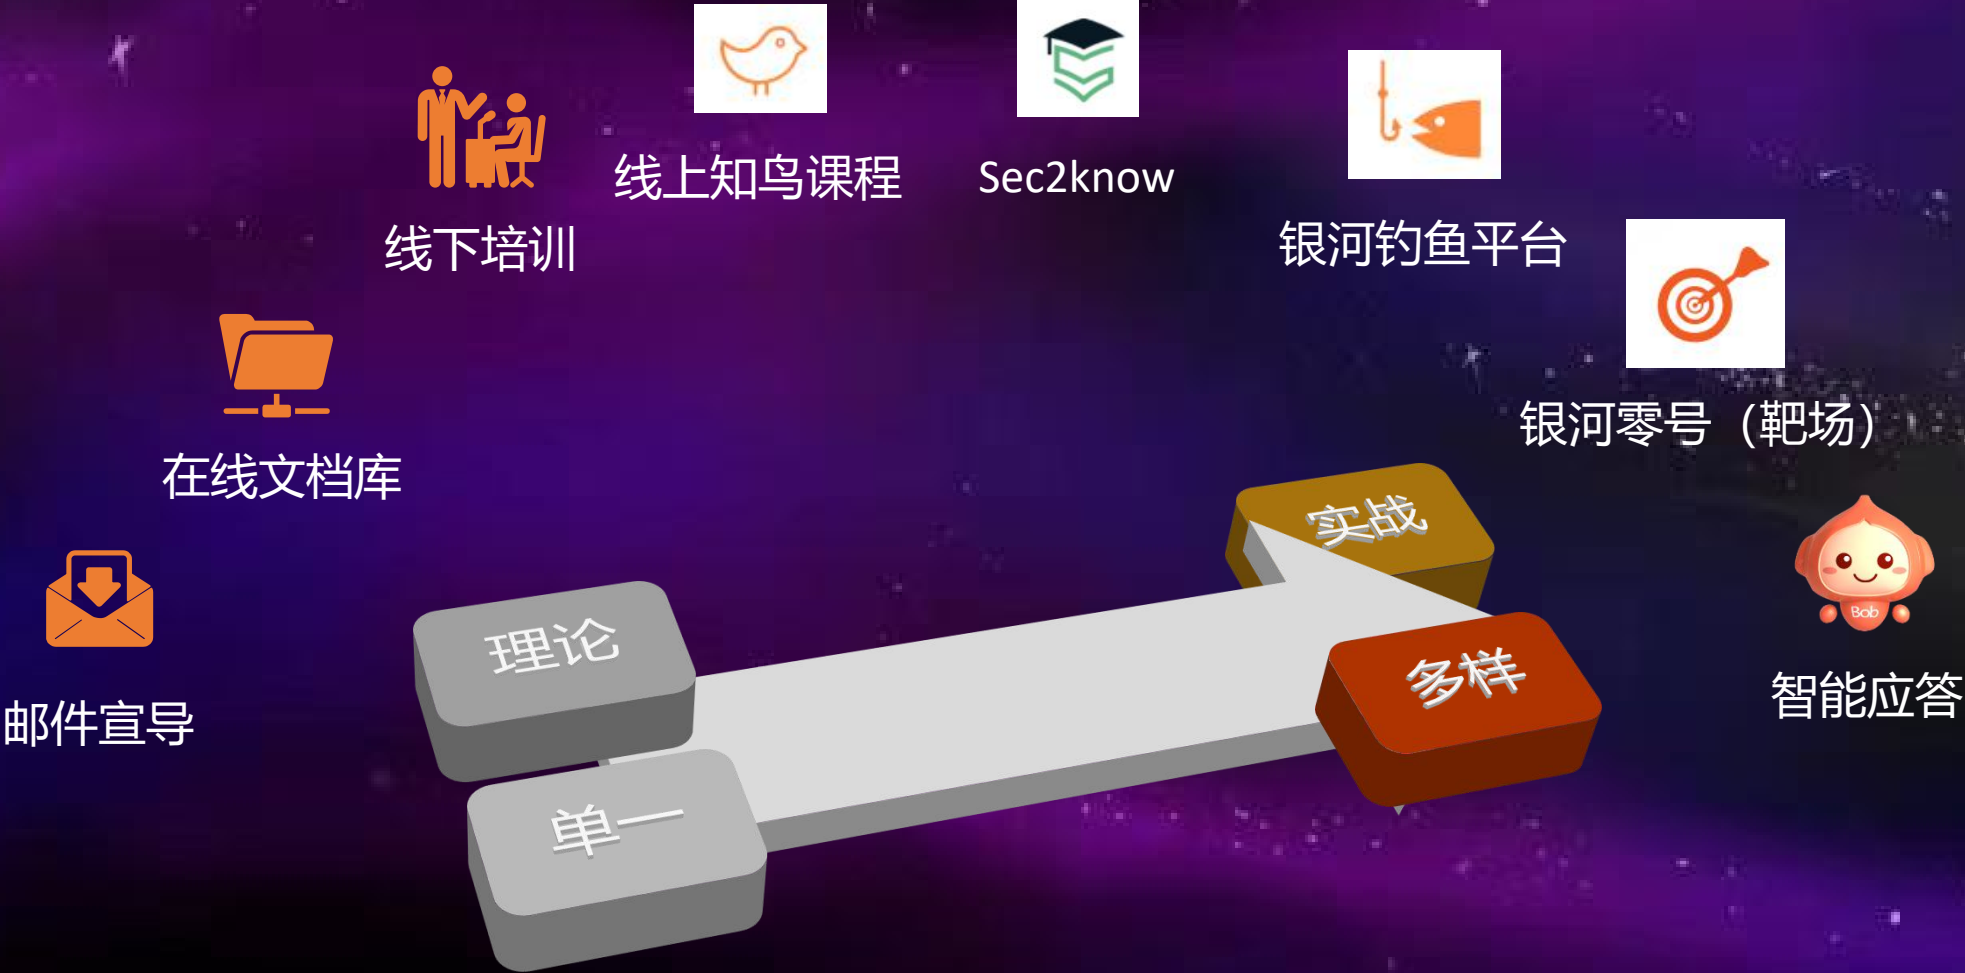 线上知鸟课程
Sec2know
线下培训
银河钓鱼平台
银河零号（靶场）
在线文档库
实战
理论
多样
Bob
智能应答
邮件宣导
单一